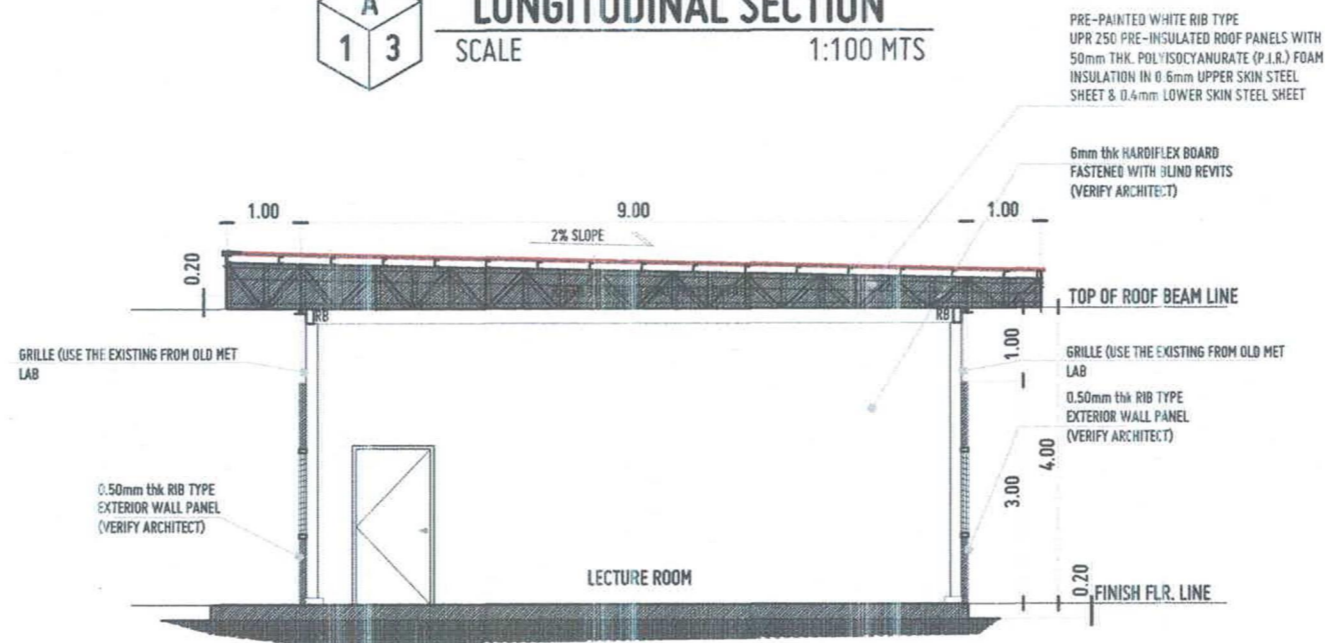 A
1 3
LONGITUDINAL SECTION
SCALE 1:100 MTS
PRE-PAINTED WHITE RIB TYPE
UPR 250 PRE-INSULATED ROOF PANELS WITH
50mm THK. POLYISOCYANURATE (P.I.R.) FOAM
INSULATION IN 0.6mm UPPER SKIN STEEL
SHEET & 0.4mm LOWER SKIN STEEL SHEET
6mm thk HARDIFLEX BOARD
FASTENED WITH BLIND REVITS
(VERIFY ARCHITECT)
1.00 9.00 1.00
2% SLOPE
0.20
TOP OF ROOF BEAM LINE
RB RB
1.00
GRILLE (USE THE EXISTING FROM OLD MET
LAB
GRILLE (USE THE EXISTING FROM OLD MET
LAB
0.50mm thk RIB TYPE
EXTERIOR WALL PANEL
(VERIFY ARCHITECT)
4.00
3.00
0.50mm thk RIB TYPE
EXTERIOR WALL PANEL
(VERIFY ARCHITECT)
LECTURE ROOM
0.20
FINISH FLR. LINE